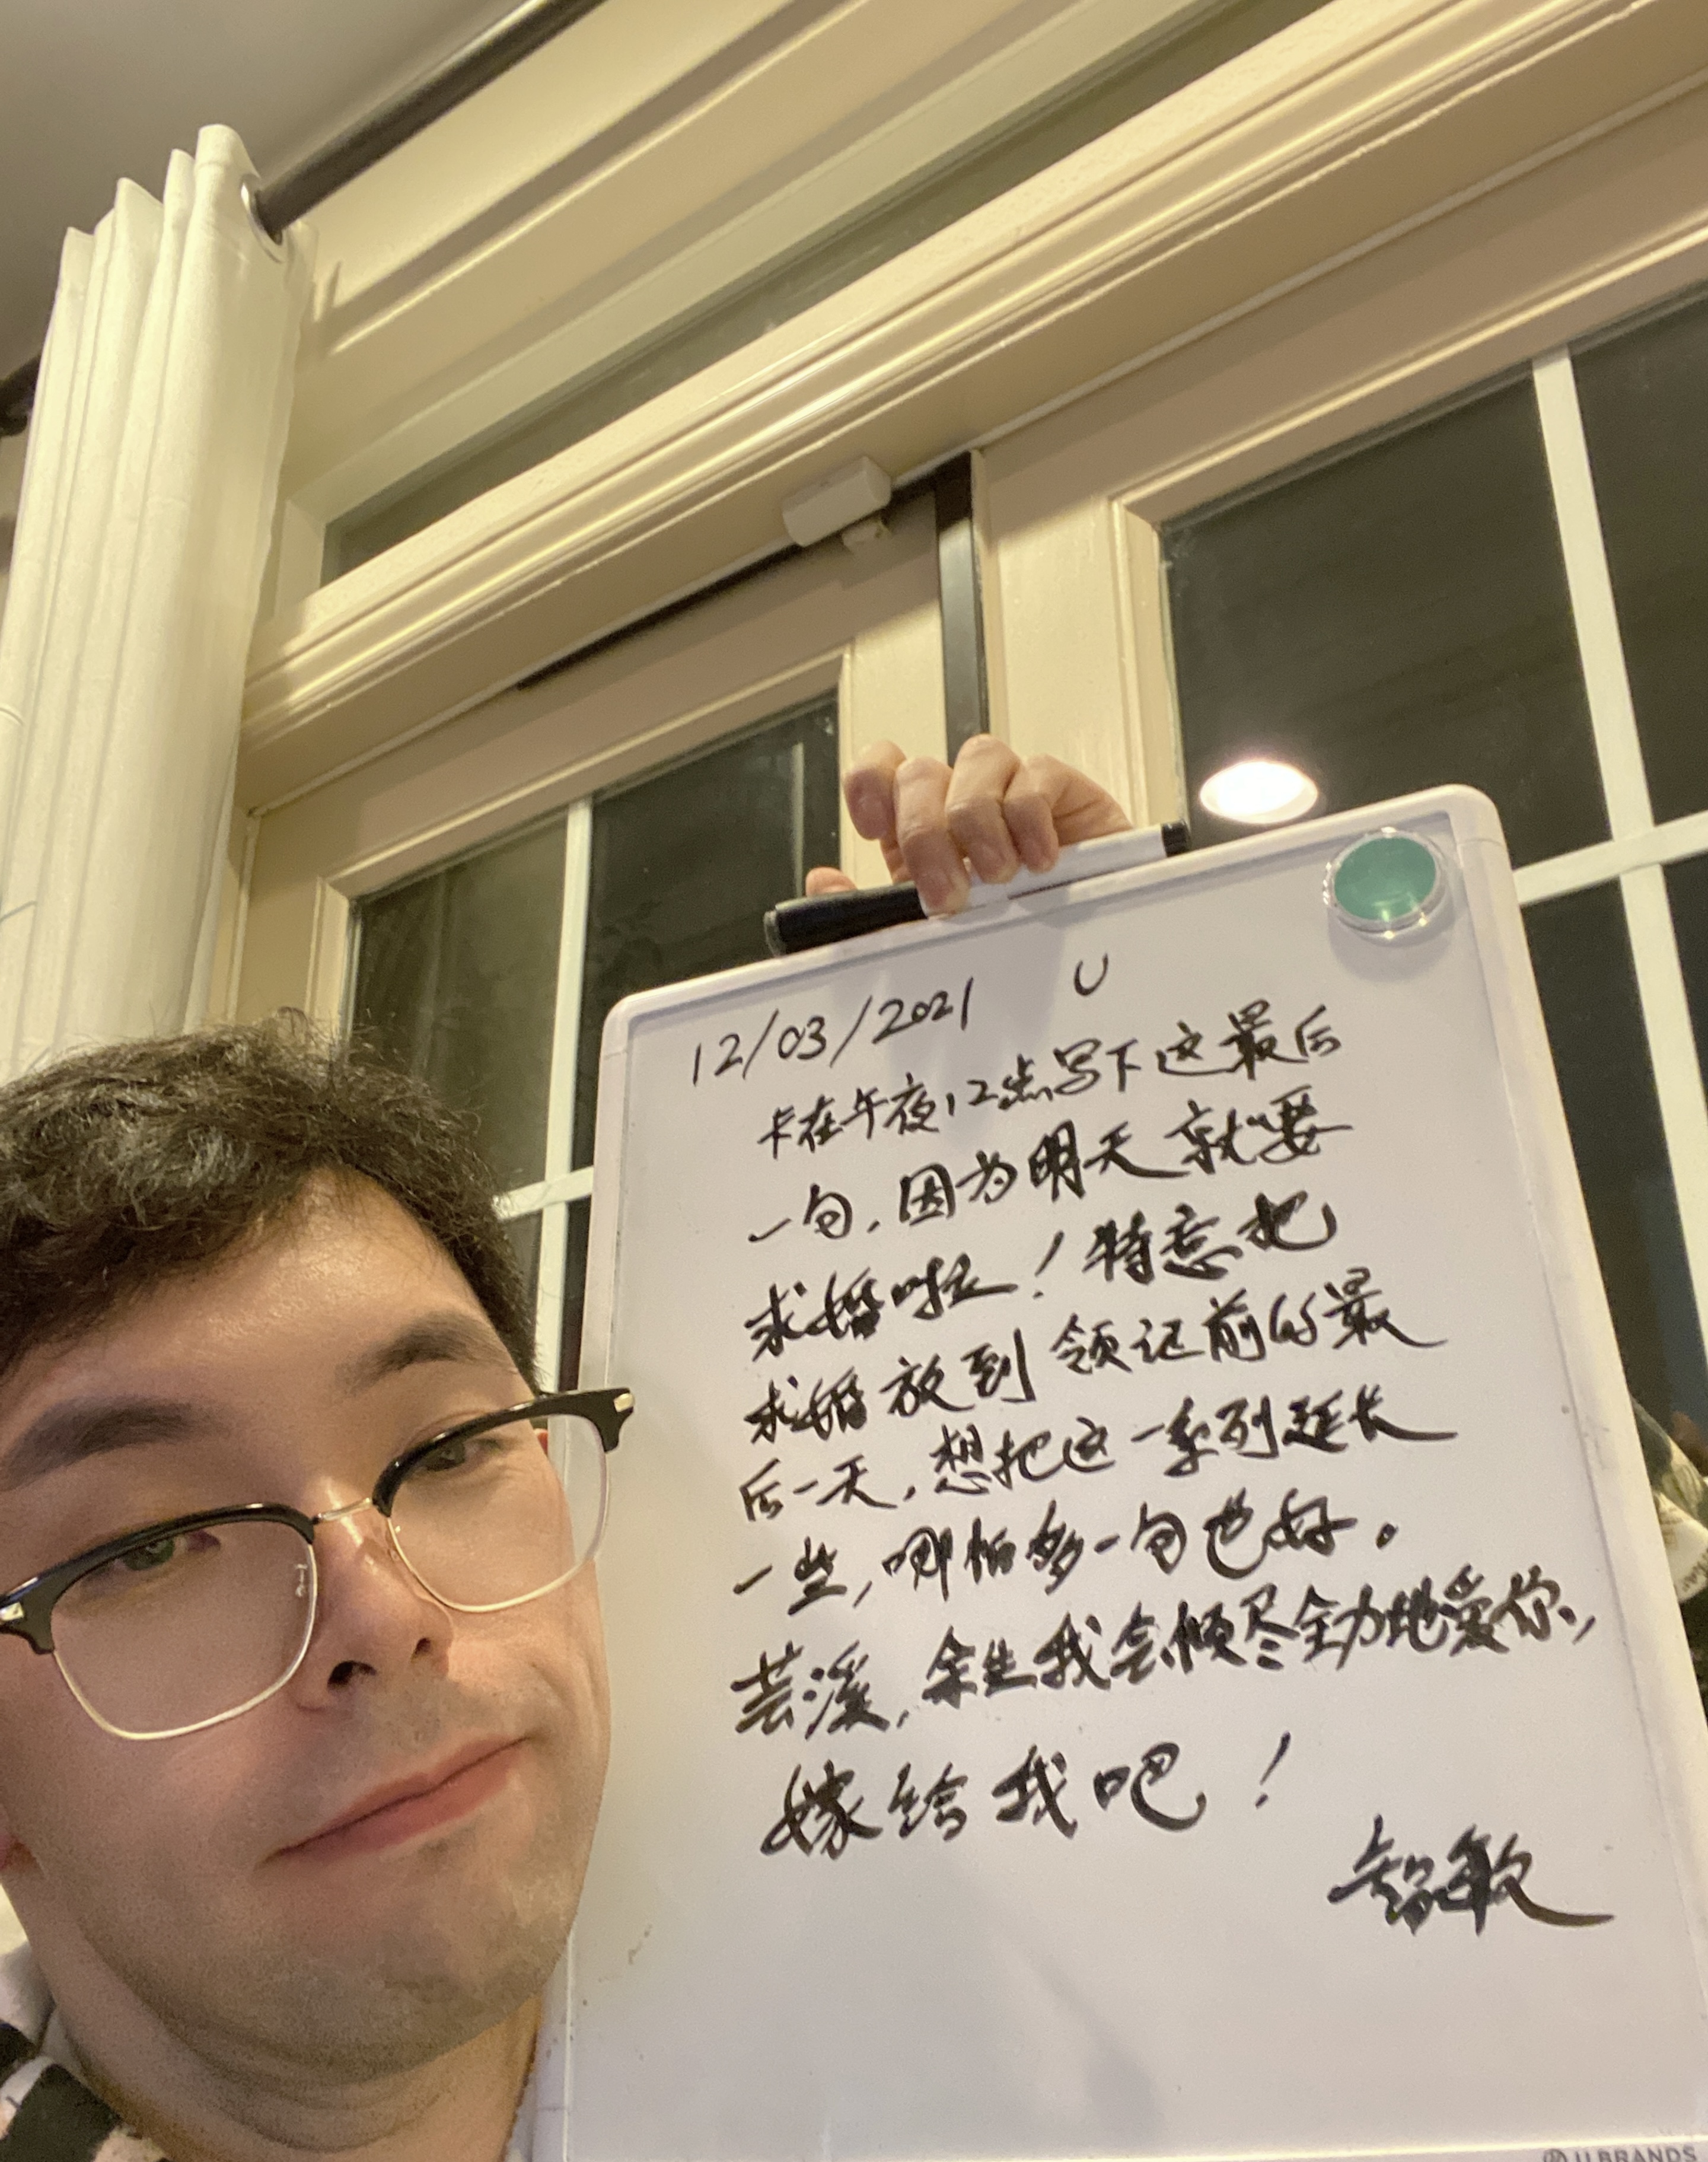 12/03/2021 U
卡在午夜12点写下这最后
一句，因为明天就要
求婚啦！特意把
求婚放到领证前的最
后一天，想把这一系列延长
一些，哪怕多一句也好。
芸溪，余生我会倾尽全力地爱你，
嫁给我吧！
智敏
U BRANDS